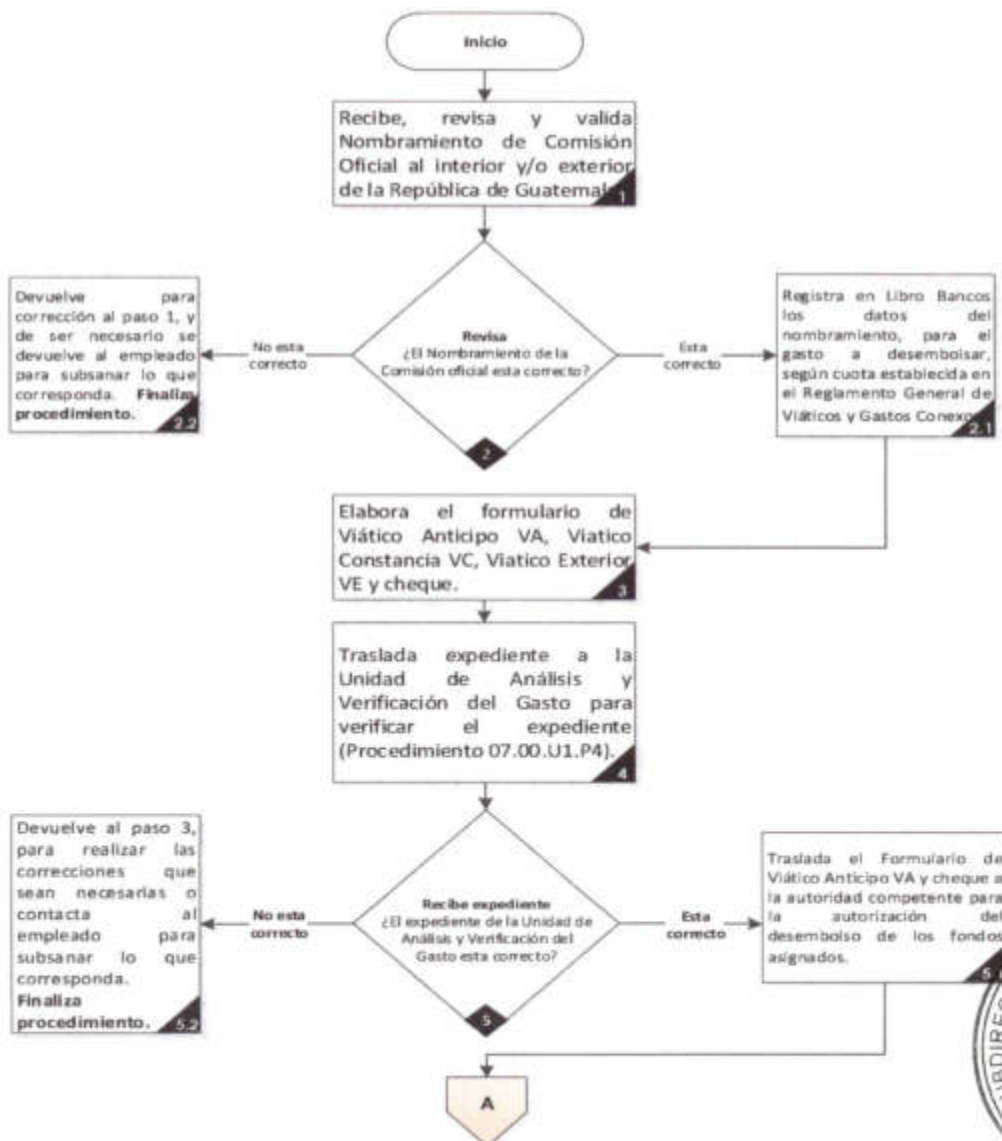 Inicio
Recibe, revisa y valida
Nombramiento de Comisión
Oficial al interior y/o exterior
de la República de Guatemala
1
Revisa
¿El Nombramiento de la
Comisión oficial esta correcto?
2
No esta
correcto
Devuelve para
corrección al paso 1, y
de ser necesario se
devuelve al empleado
para subsanar lo que
corresponda. Finaliza
procedimiento.
2.2
Esta
correcto
Registra en Libro Bancos
los datos del
nombramiento, para el
gasto a desembolsar,
según cuota establecida en
el Reglamento General de
Viáticos y Gastos Conexo
2.1
Elabora el formulario de
Viático Anticipo VA, Viatico
Constancia VC, Viatico Exterior
VE y cheque.
3
Traslada expediente a la
Unidad de Análisis y
Verificación del Gasto para
verificar el expediente
(Procedimiento 07.00.U1.P4).
4
Recibe expediente
¿El expediente de la Unidad de
Análisis y Verificación del
Gasto esta correcto?
5
No esta
correcto
Devuelve al paso 3,
para realizar las
correcciones que
sean necesarias o
contacta al
empleado para
subsanar lo que
corresponda.
Finaliza
procedimiento.
5.2
Esta
correcto
Traslada el Formulario de
Viático Anticipo VA y cheque a
la autoridad competente para
la autorización del
desembolso de los fondos
asignados.
A